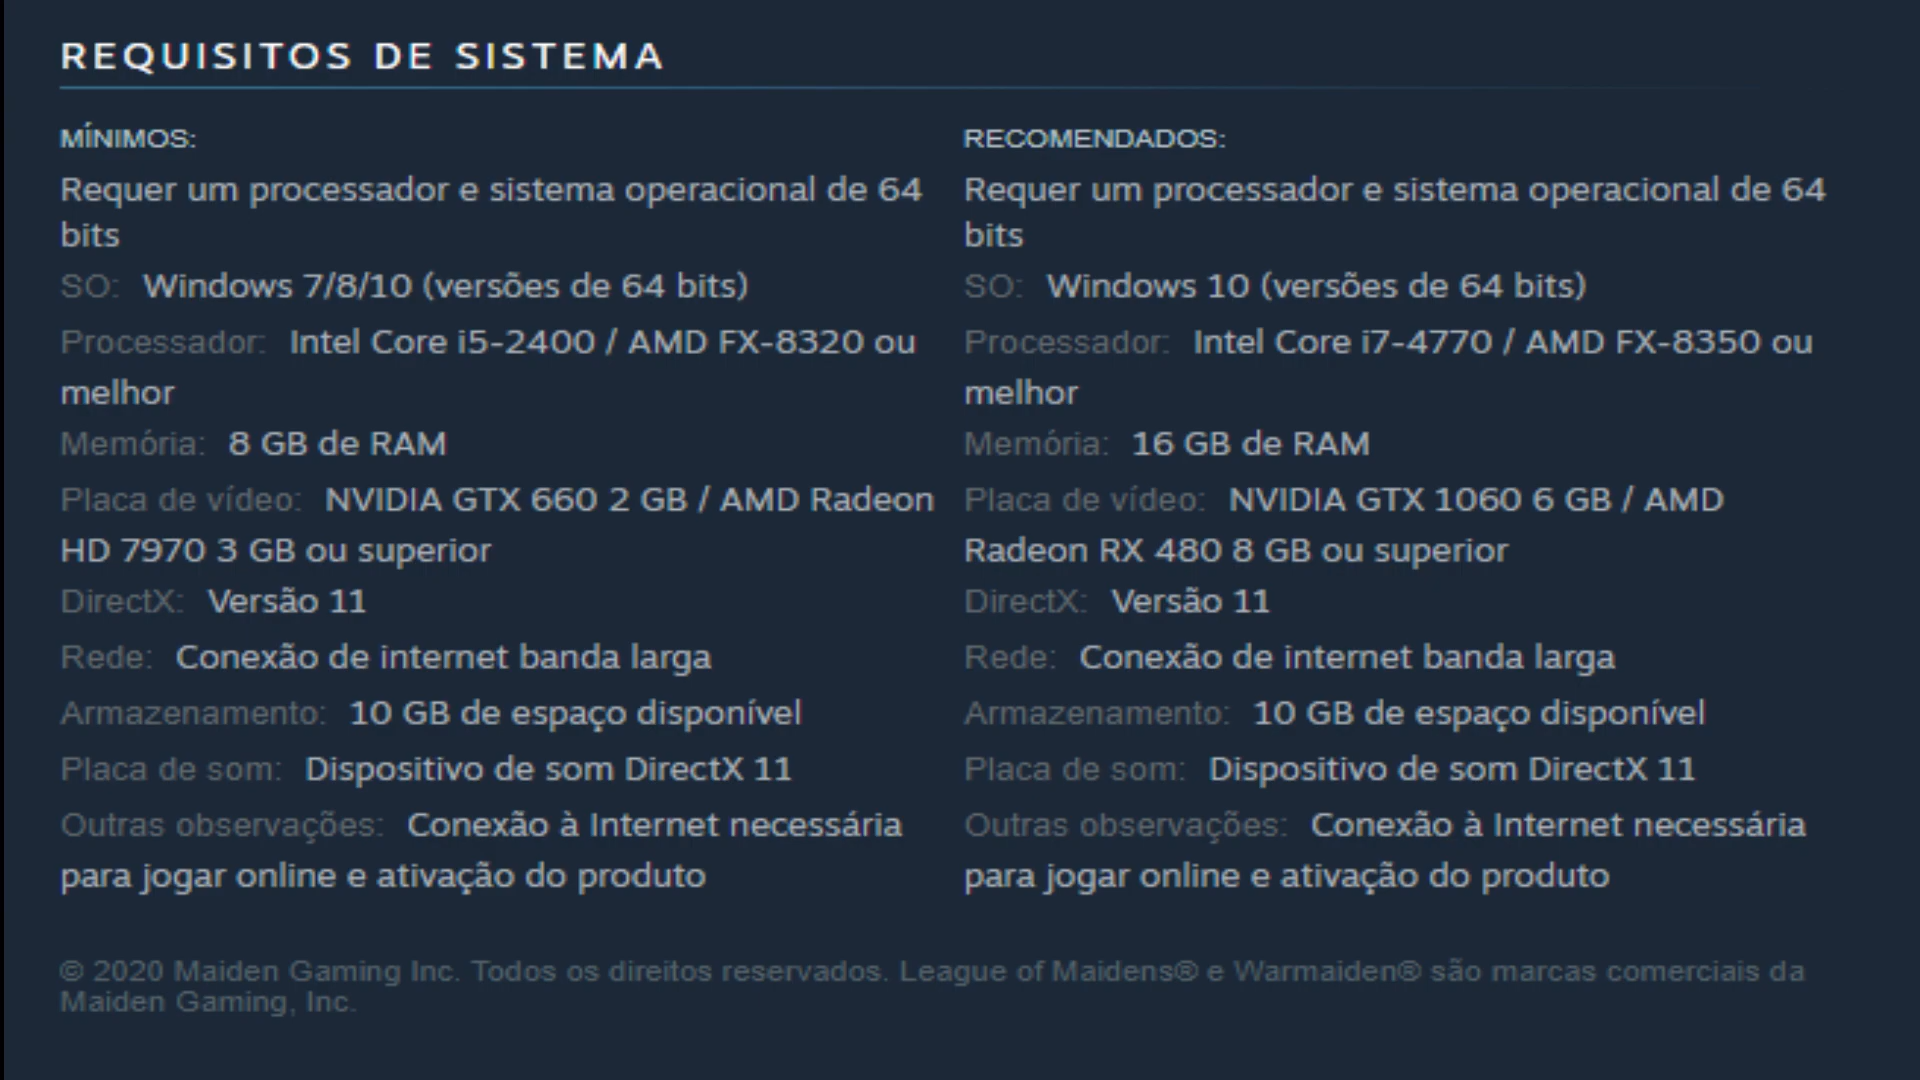 REQUISITOS DE SISTEMA
MÍNIMOS:
Requer um processador e sistema operacional de 64
bits
SO: Windows 7/8/10 (versões de 64 bits)
Processador: Intel Core i5-2400 / AMD FX-8320 ou
melhor
Memória: 8 GB de RAM
Placa de vídeo: NVIDIA GTX 660 2 GB / AMD Radeon
HD 7970 3 GB ou superior
DirectX: Versão 11
Rede: Conexão de internet banda larga
Armazenamento: 10 GB de espaço disponível
Placa de som: Dispositivo de som DirectX 11
Outras observações: Conexão à Internet necessária
para jogar online e ativação do produto
RECOMENDADOS:
Requer um processador e sistema operacional de 64
bits
SO: Windows 10 (versões de 64 bits)
Processador: Intel Core i7-4770 / AMD FX-8350 ou
melhor
Memória: 16 GB de RAM
Placa de vídeo: NVIDIA GTX 1060 6 GB / AMD
Radeon RX 480 8 GB ou superior
DirectX: Versão 11
Rede: Conexão de internet banda larga
Armazenamento: 10 GB de espaço disponível
Placa de som: Dispositivo de som DirectX 11
Outras observações: Conexão à Internet necessária
para jogar online e ativação do produto
© 2020 Maiden Gaming Inc. Todos os direitos reservados. League of Maidens® e Warmaiden® são marcas comerciais da
Maiden Gaming, Inc.